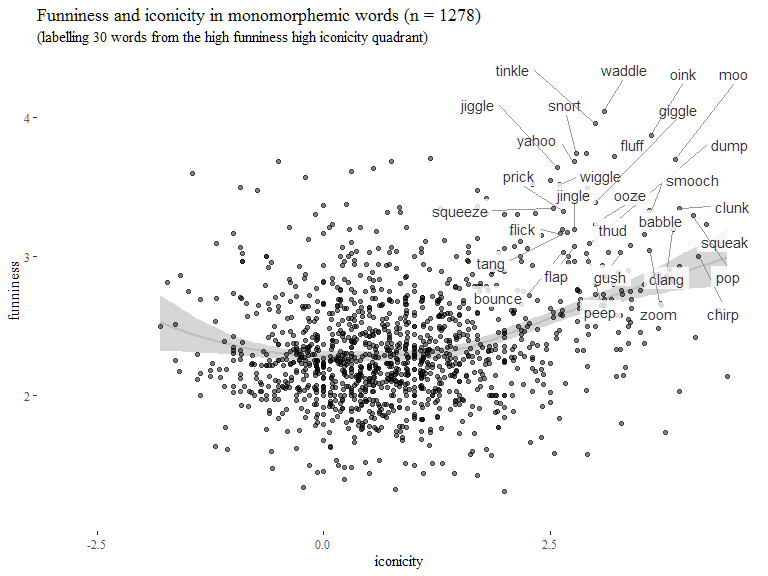 Funniness and iconicity in monomorphemic words (n = 1278)
(labelling 30 words from the high funniness high iconicity quadrant)
tinkle waddle oink moo
jiggle snort giggle
4
yahoo fluff dump
prick wiggle smooch
jingle ooze
squeeze babble clunk
flick thud
squeak
3
tang
flap gush clang pop
bounce
peep zoom chirp
funniness
2
-2.5 0.0 2.5
iconicity